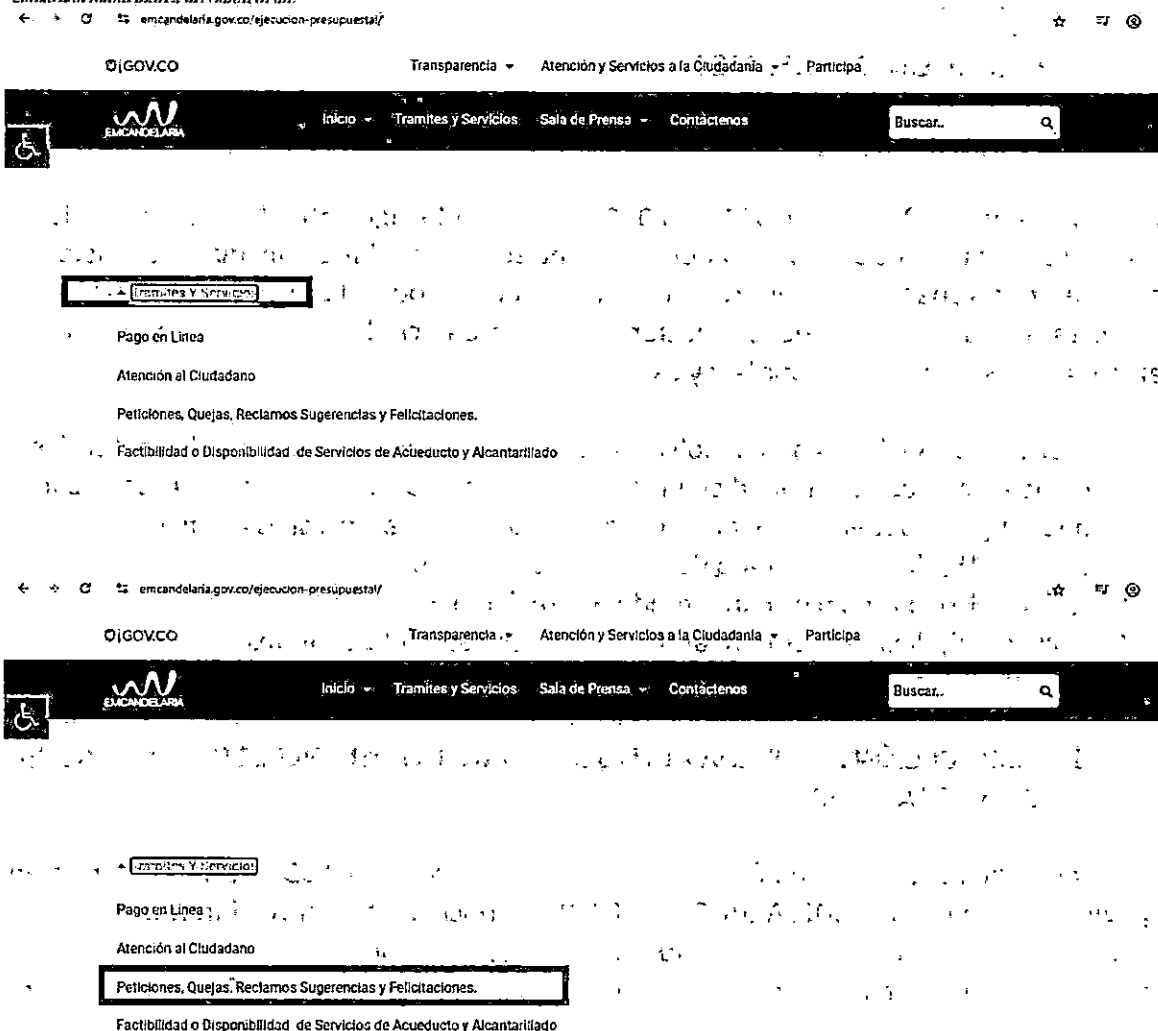 emcandelaria.gov.co/ejecucion-presupuestal/
GOV.CO Transparencia Atención y Servicios a la Ciudadanía Participa
EMCANDELARIA Inicio Tramites y Servicios Sala de Prensa Contáctenos Buscar..
Tramites Y Servicios
Pago en Linea
Atención al Ciudadano
Peticiones, Quejas, Reclamos Sugerencias y Felicitaciones.
Factibilidad o Disponibilidad de Servicios de Acueducto y Alcantarillado
emcandelaria.gov.co/ejecucion-presupuestal/
GOV.CO Transparencia Atención y Servicios a la Ciudadanía Participa
EMCANDELARIA Inicio Tramites y Servicios Sala de Prensa Contáctenos Buscar..
Tramites Y Servicios
Pago en Linea
Atención al Ciudadano
Peticiones, Quejas, Reclamos Sugerencias y Felicitaciones.
Factibilidad o Disponibilidad de Servicios de Acueducto y Alcantarillado